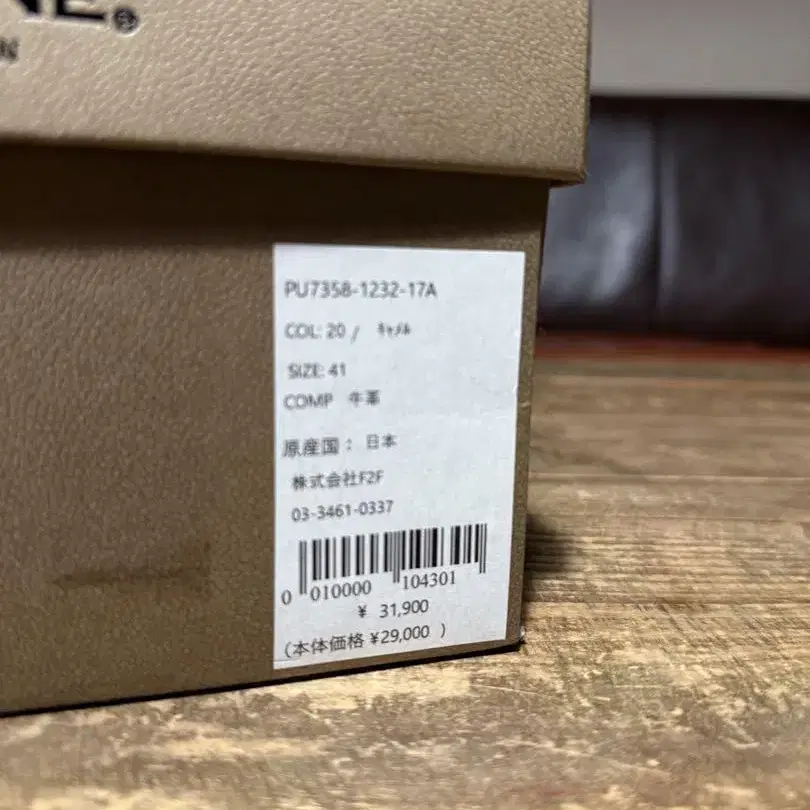 NE®
PU7358-1232-17A
COL: 20 / ｷｬﾒﾙ
SIZE: 41
COMP 牛革
原産国： 日本
株式会社F2F
03-3461-0337
0 010000 104301
¥ 31,900
(本体価格 ¥29,000 )